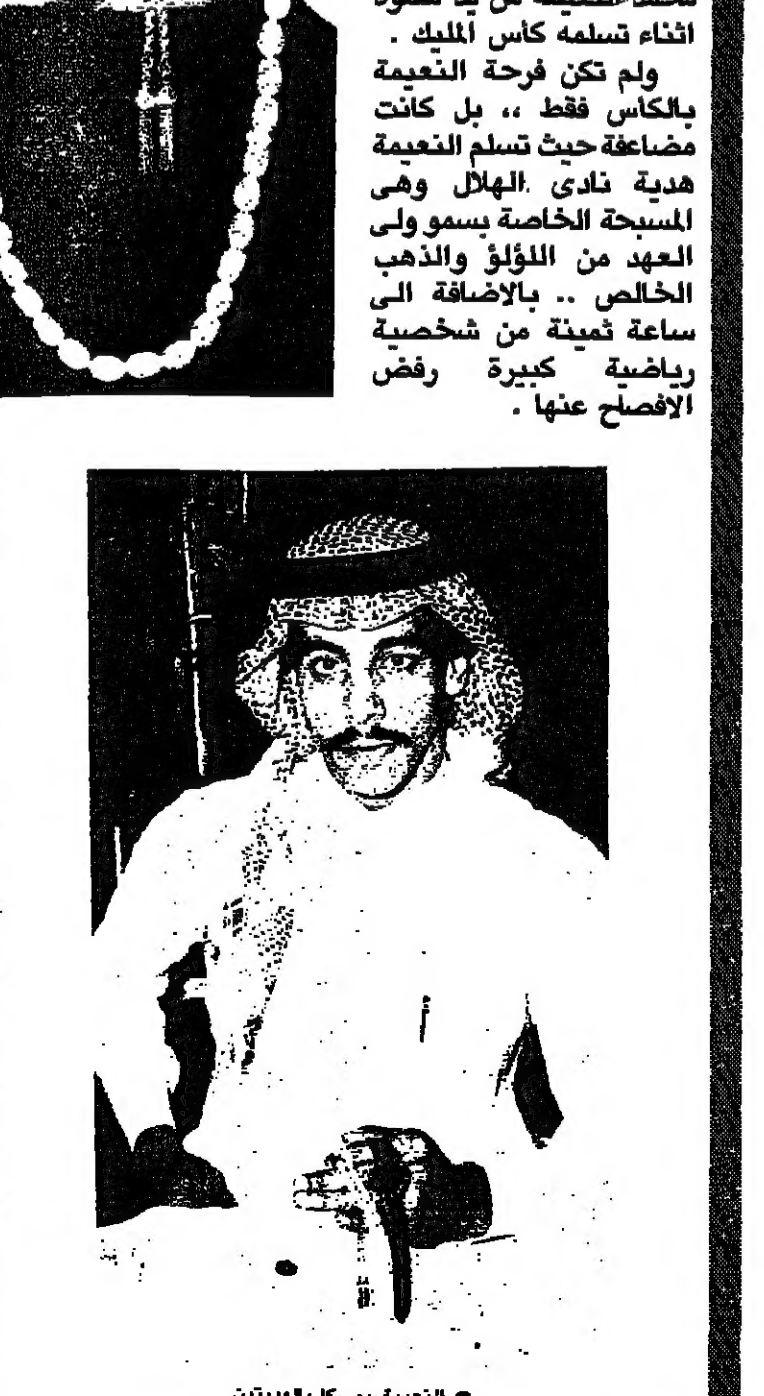 اثناء تسلمه كأس المليك .
ولم تكن فرحة النعيمة
بالكاس فقط ،، بل كانت
مضاعفة حيث تسلم النعيمة
هدية نادى الهلال وهى
المسبحة الخاصة بسمو ولى
العهد من اللؤلؤ والذهب
الخالص .. بالاضافة الى
ساعة ثمينة من شخصية
رياضية كبيرة رفض
الافصاح عنها .